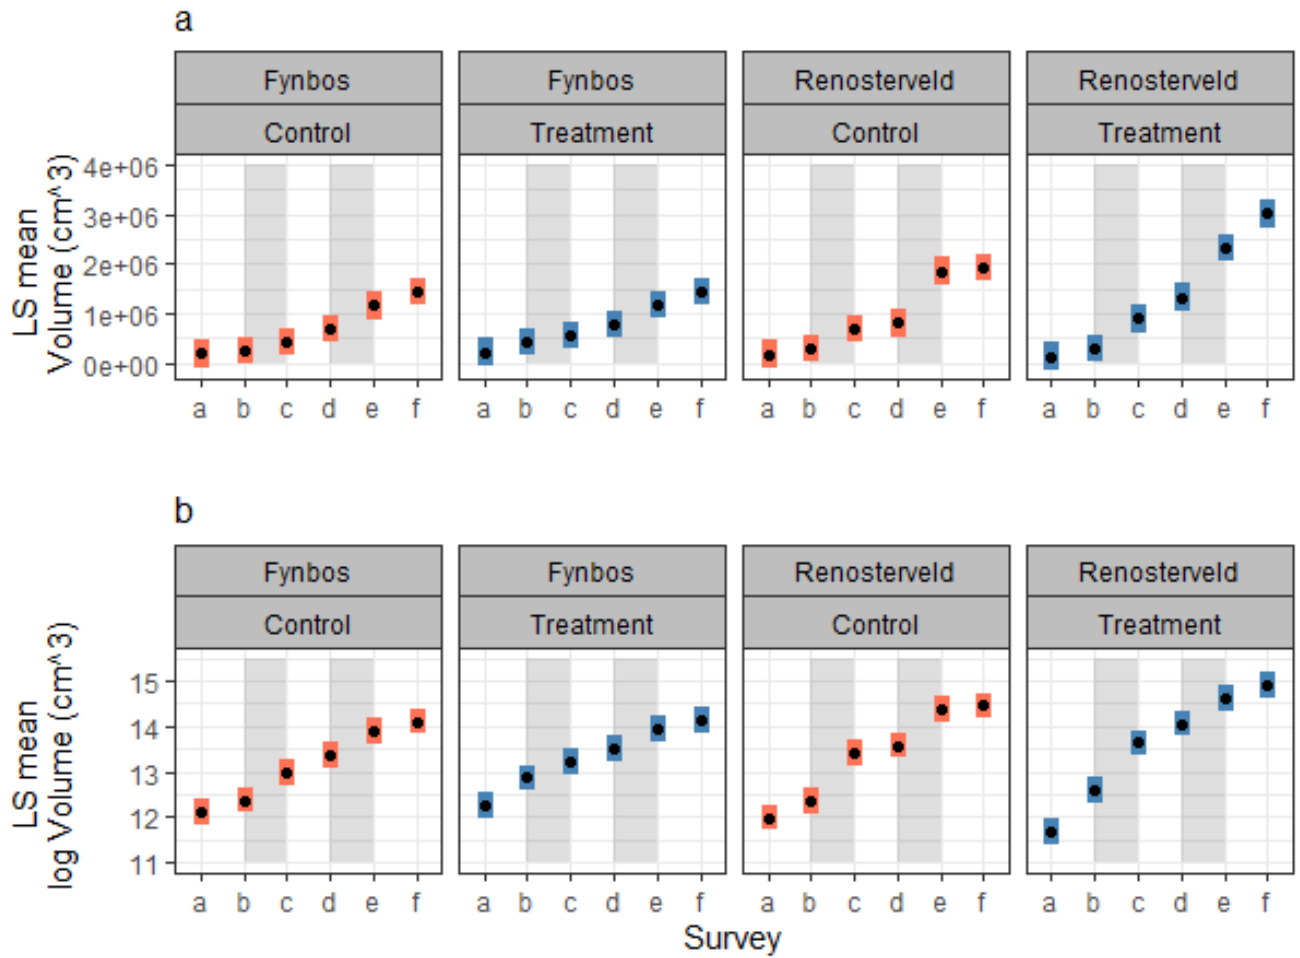 a
Fynbos Fynbos Renosterveld Renosterveld
Control Treatment Control Treatment
LS mean
Volume (cm^3)
4e+06
3e+06
2e+06
1e+06
0e+00
a b c d e f a b c d e f a b c d e f a b c d e f
b
Fynbos Fynbos Renosterveld Renosterveld
Control Treatment Control Treatment
LS mean
log Volume (cm^3)
15
14
13
12
11
a b c d e f a b c d e f a b c d e f a b c d e f
Survey